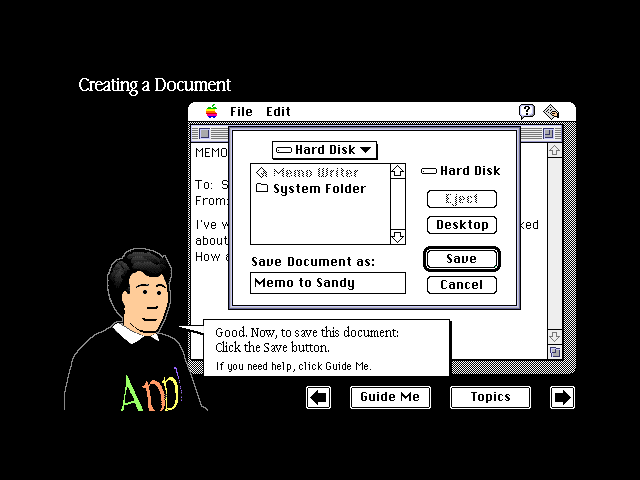 Creating a Document
File Edit
MEMO
Hard Disk
Memo Writer
System Folder
Hard Disk
Eject
Desktop
To: S
From:
I've w
ked
about
How a
Save Document as:
Memo to Sandy
Save
Cancel
Good. Now, to save this document:
Click the Save button.
If you need help, click Guide Me.
Appl
Guide Me
Topics